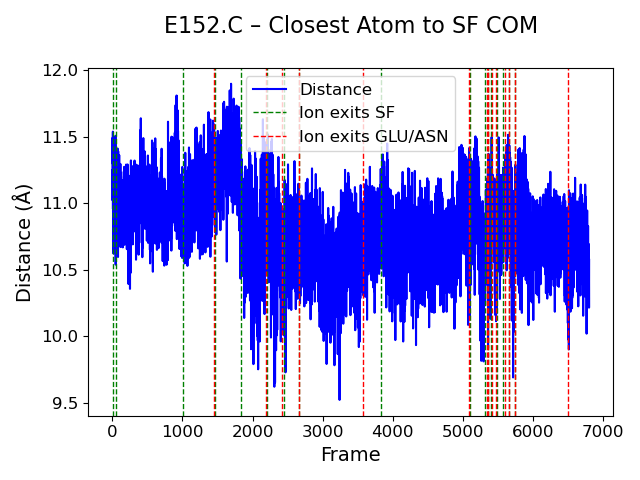 E152.C – Closest Atom to SF COM
12.0
11.5
11.0
10.5
10.0
9.5
Distance (Å)
Distance
Ion exits SF
Ion exits GLU/ASN
0 1000 2000 3000 4000 5000 6000 7000
Frame